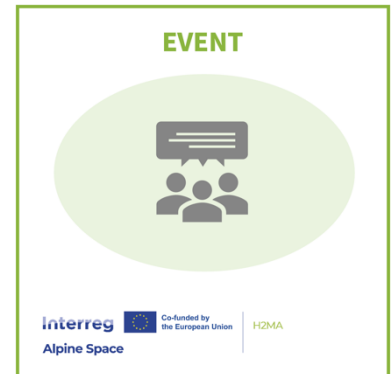 EVENT
Interreg
Co-funded by
the European Union
H2MA
Alpine Space